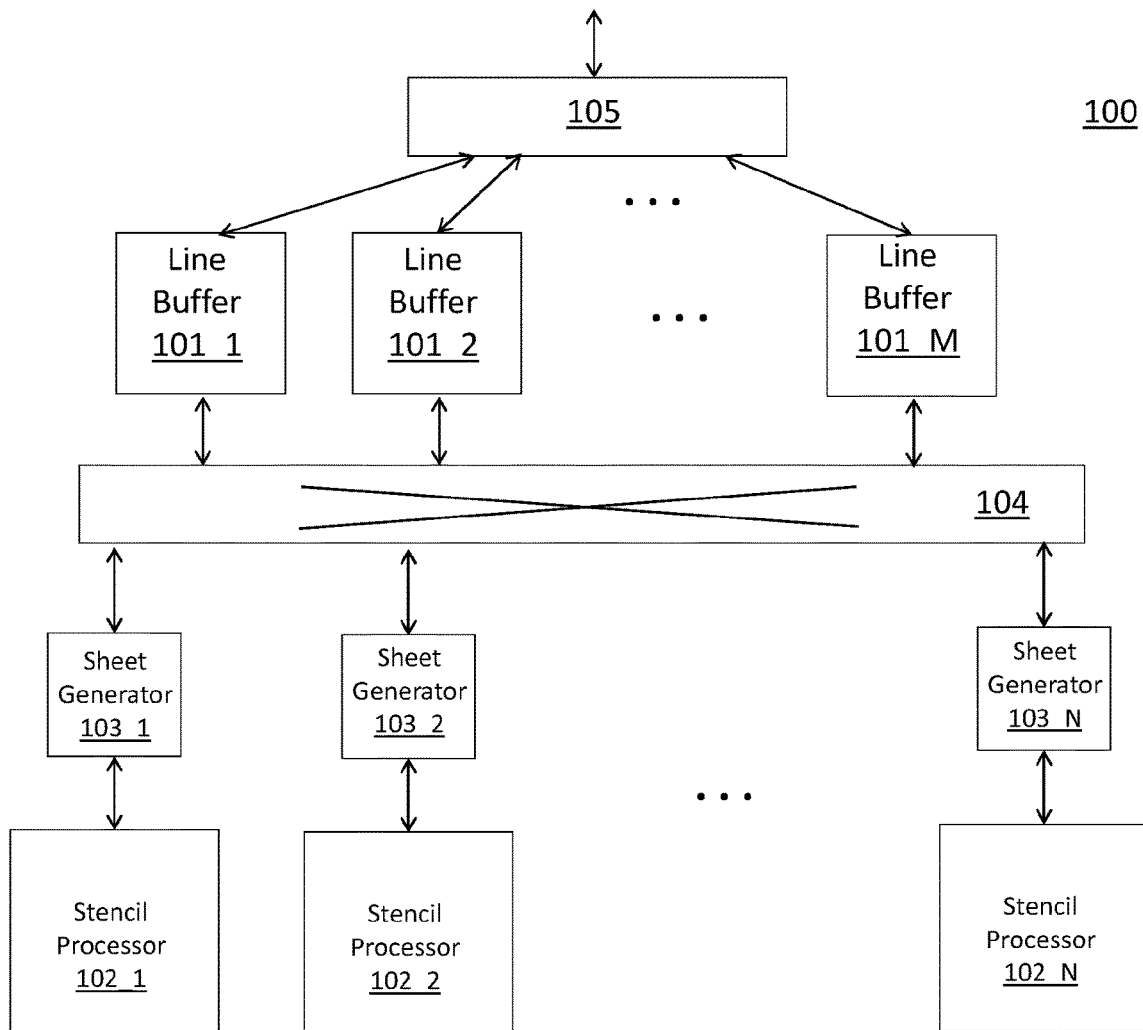 105
100
Line
Buffer
101_1
Line
Buffer
101_2
Line
Buffer
101_M
104
Sheet
Generator
103_1
Sheet
Generator
103_2
Sheet
Generator
103_N
Stencil
Processor
102_1
Stencil
Processor
102_2
Stencil
Processor
102_N